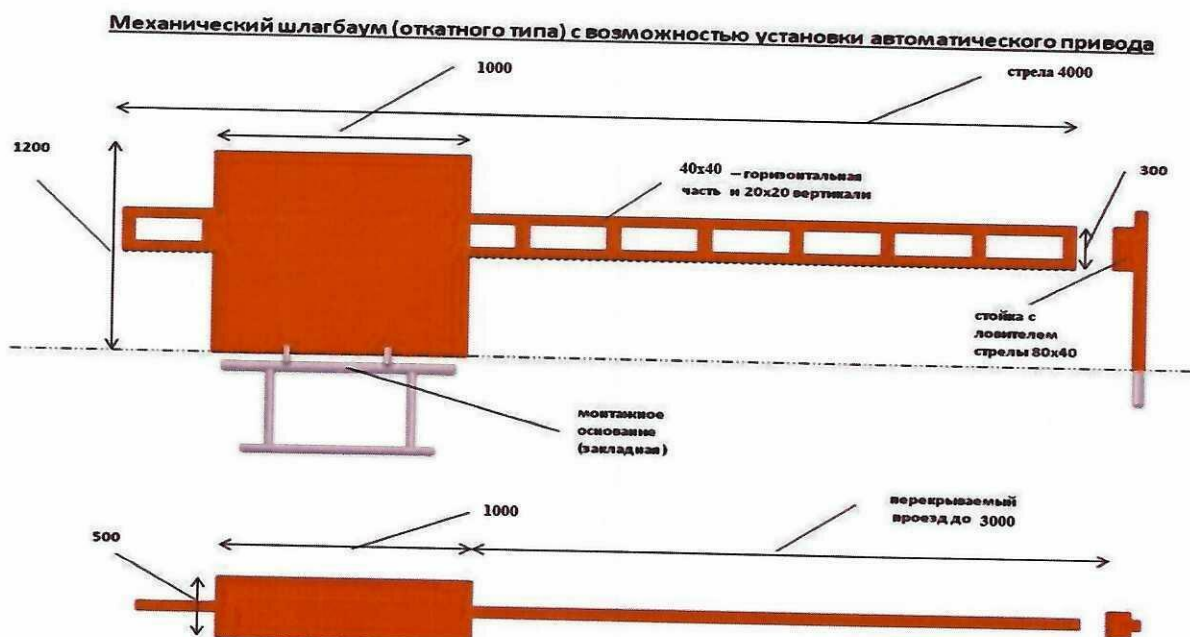 Механический шлагбаум (откатного типа) с возможностью установки автоматического привода
1000
стрела 4000
1200
40х40 – горизонтальная
часть и 20х20 вертикали
300
стойка с
ловителем
стрелы 80х40
монтажное
основание
(закладная)
перекрываемый
проезд до 3000
1000
500